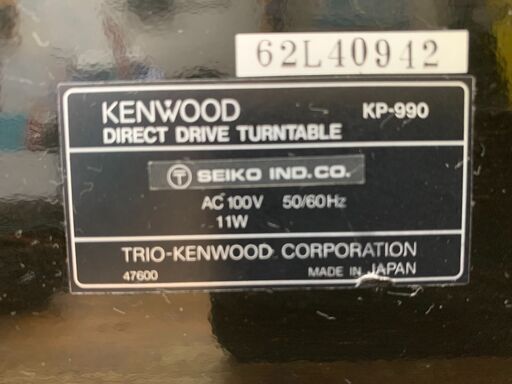 62L40942
KENWOOD KP-990
DIRECT DRIVE TURNTABLE
T SEIKO IND.CO.
AC 100V 50/60Hz
11W
TRIO-KENWOOD CORPORATION
47600 MADE IN JAPAN